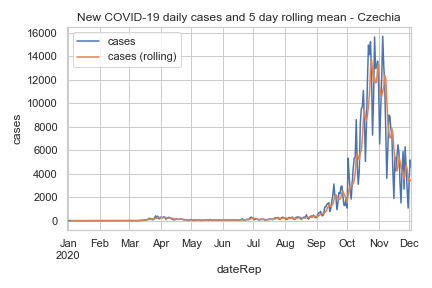 New COVID-19 daily cases and 5 day rolling mean - Czechia
cases
cases (rolling)
16000
14000
12000
10000
8000
6000
4000
2000
0
cases
Jan Feb Mar Apr May Jun Jul Aug Sep Oct Nov Dec
2020
dateRep